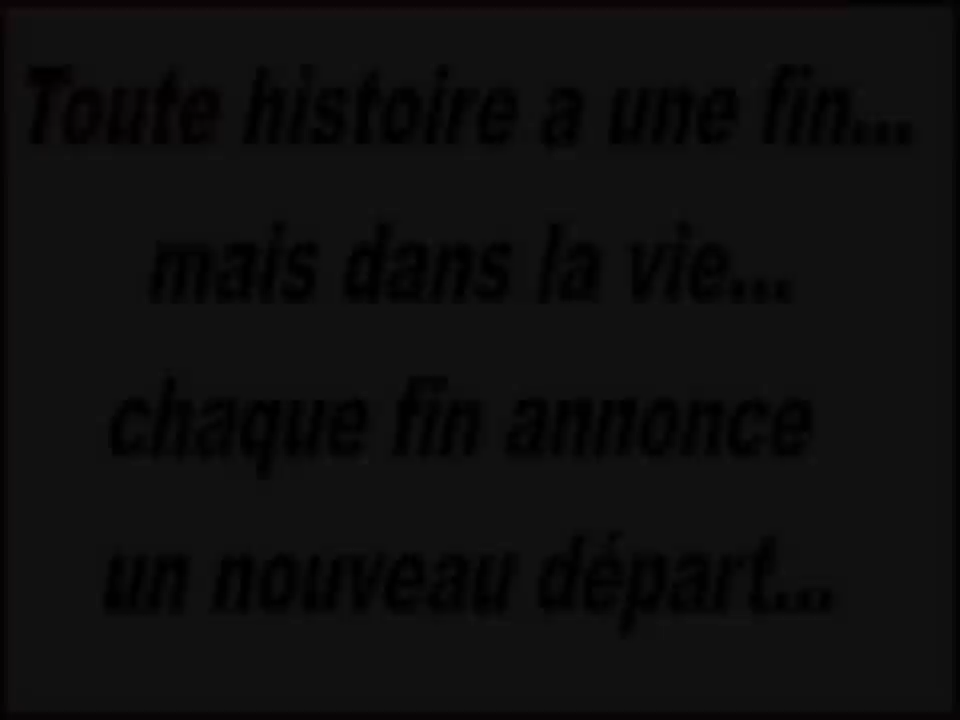 Toute histoire a une fin...
mais dans la vie...
chaque fin annonce
un nouveau départ...